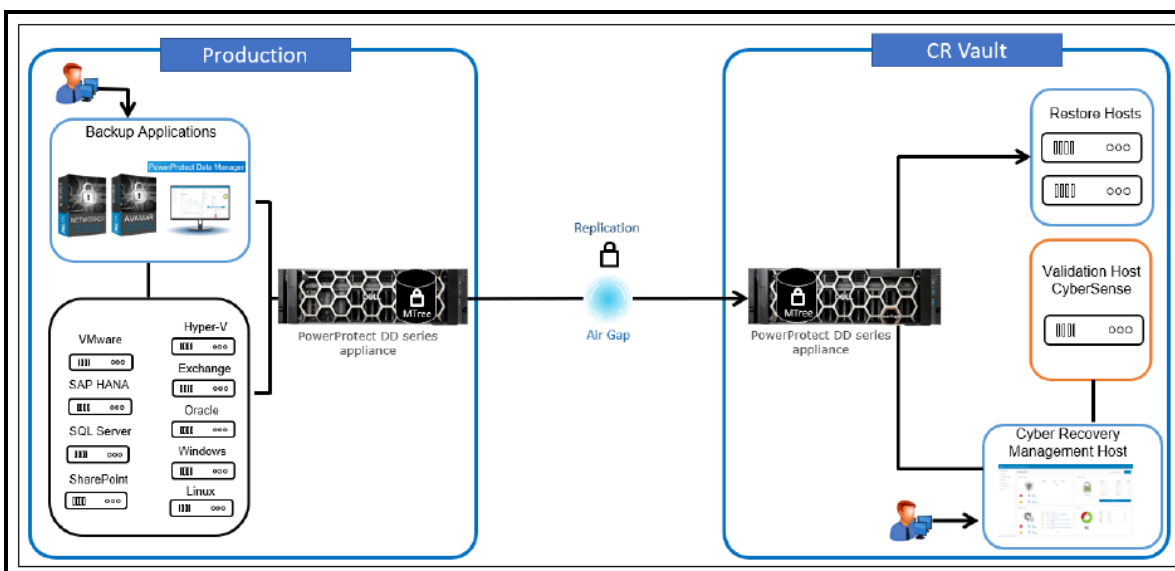 Production
Backup Applications
PowerProtect Data Manager
NETWORKER
AVAMAR
VMware
SAP HANA
SQL Server
SharePoint
Hyper-V
Exchange
Oracle
Windows
Linux
DELL
MTree
PowerProtect DD series
appliance
Replication
Air Gap
CR Vault
MTree
PowerProtect DD series
appliance
Restore Hosts
Validation Host
CyberSense
Cyber Recovery
Management Host